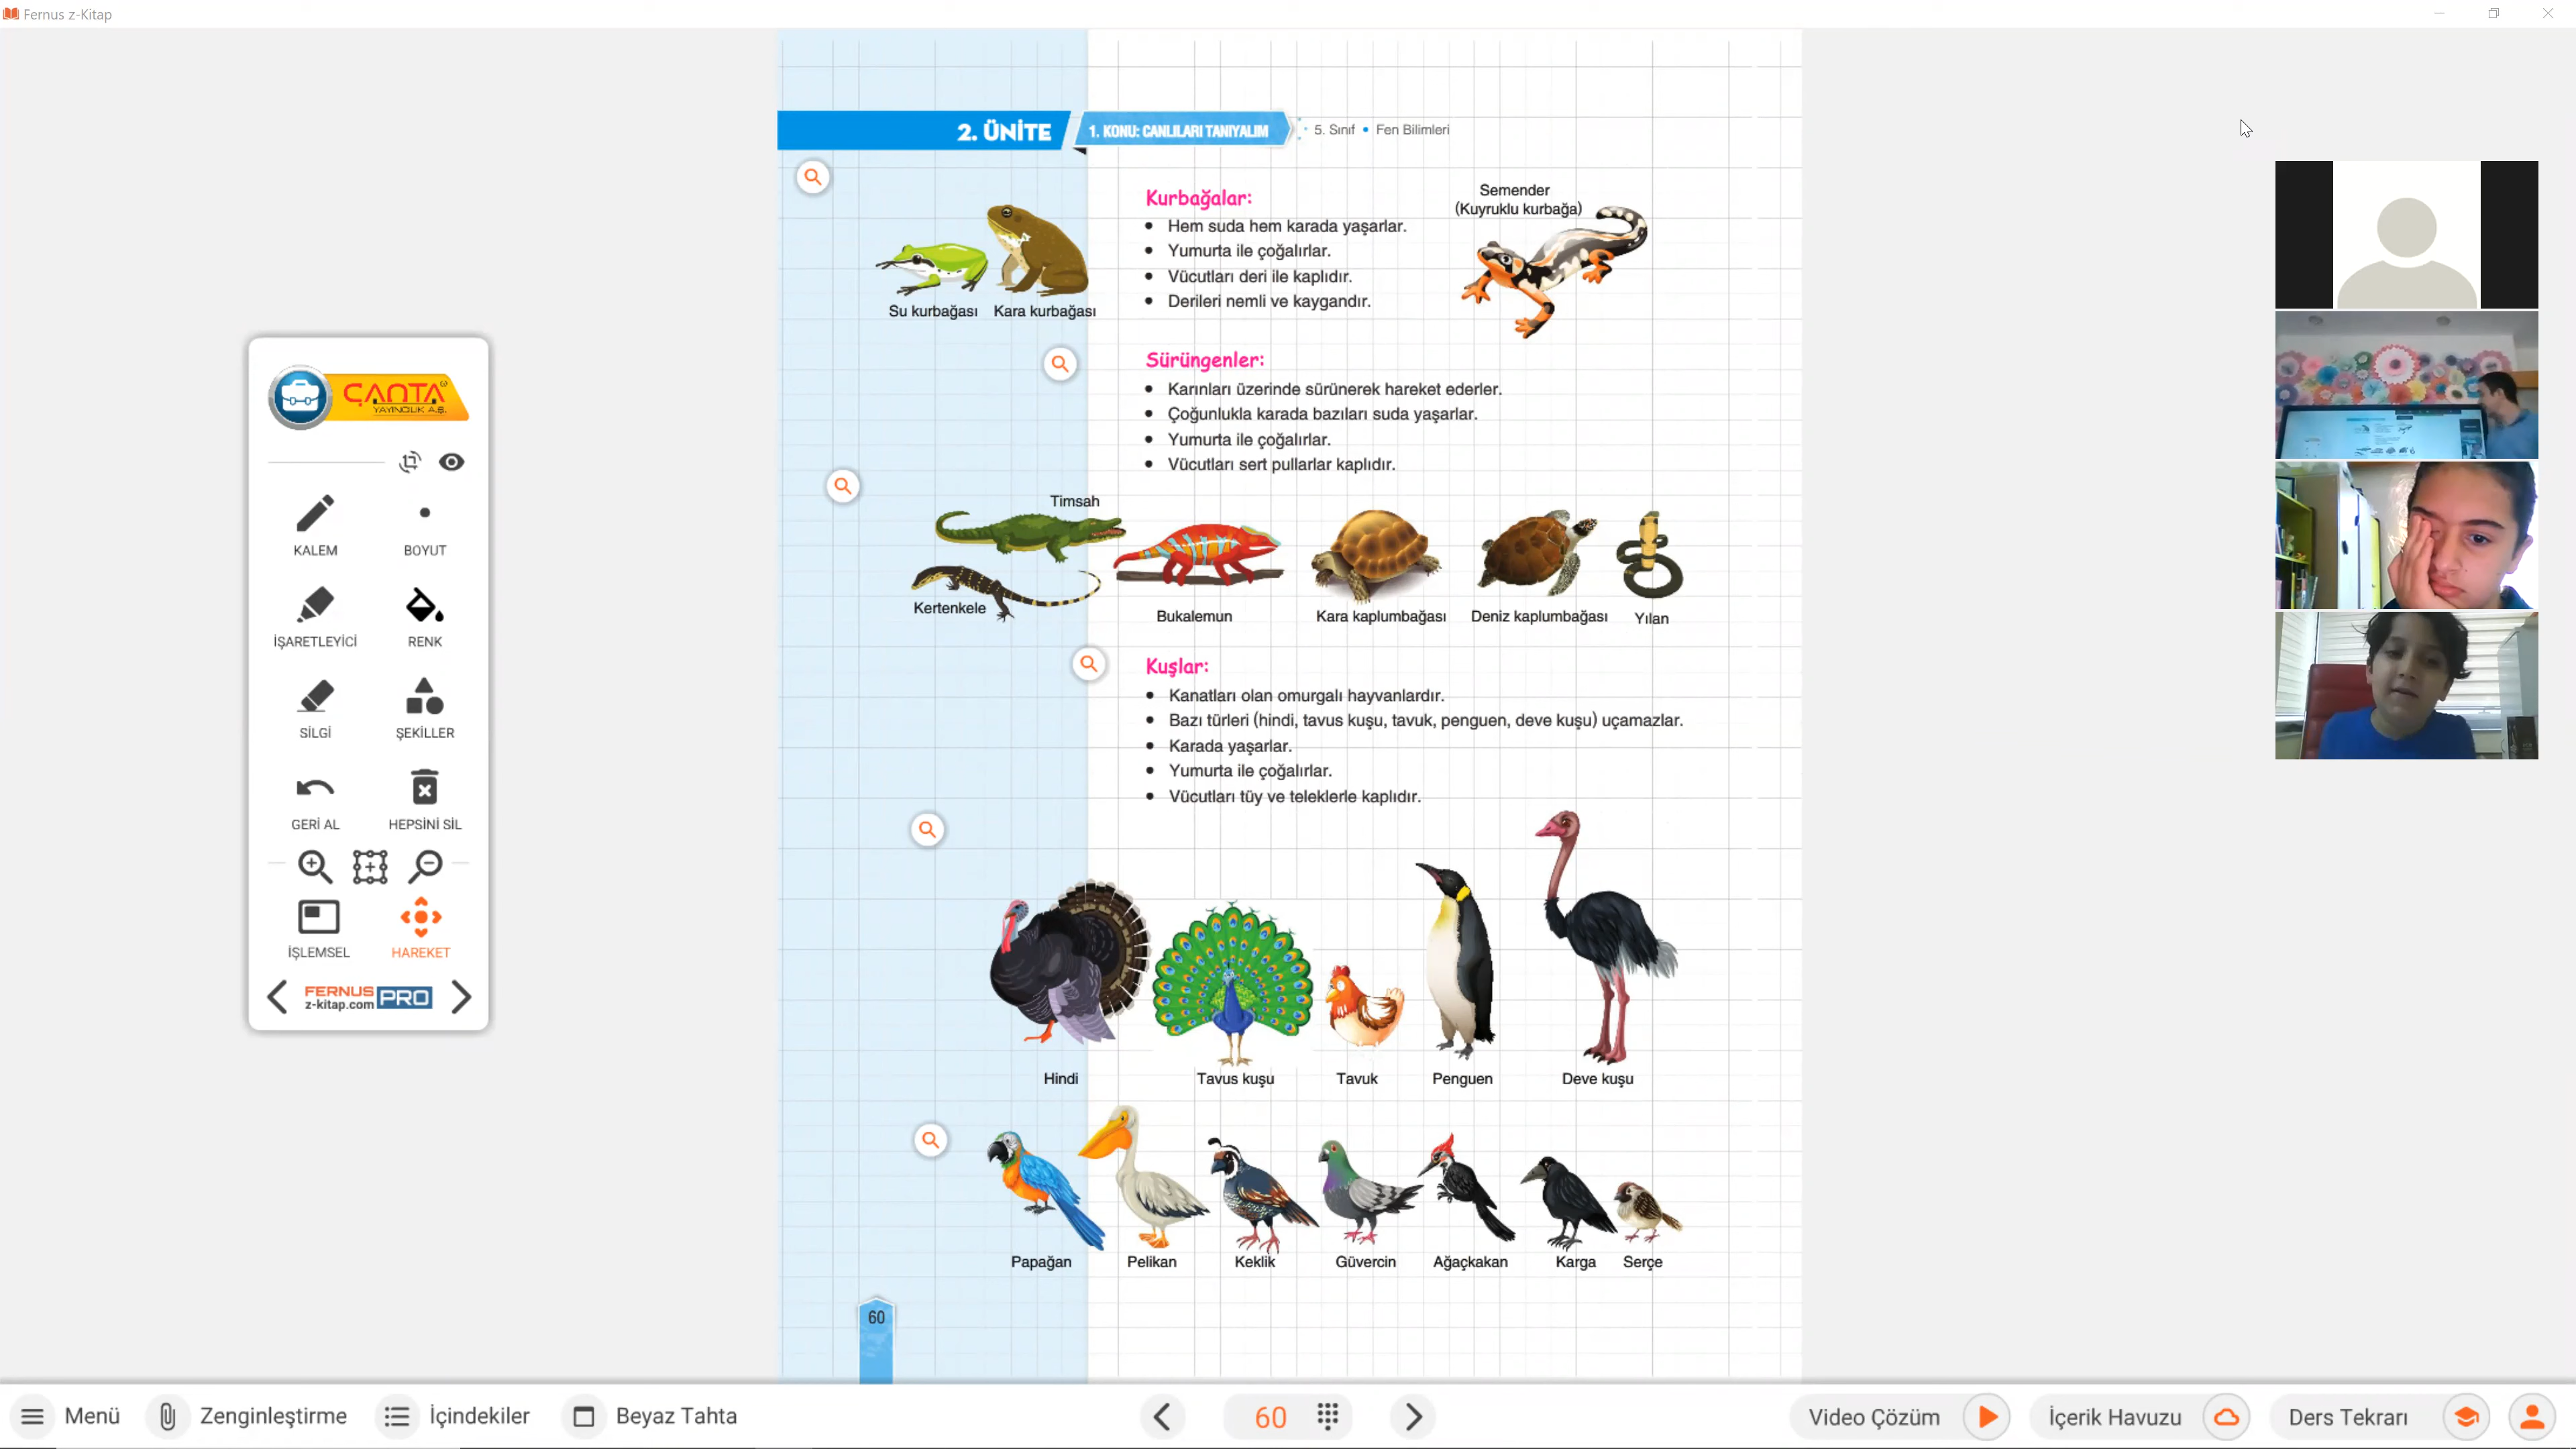 Fernus z-Kitap
2. ÜNİTE
1. KONU: CANLILARI TANIYALIM
5. Sınıf • Fen Bilimleri
Kurbağalar:
• Hem suda hem karada yaşarlar.
• Yumurta ile çoğalırlar.
• Vücutları deri ile kaplıdır.
• Derileri nemli ve kaygandır.
Semender
(Kuyruklu kurbağa)
Su kurbağası
Kara kurbağası
Sürüngenler:
• Karınları üzerinde sürünerek hareket ederler.
• Çoğunlukla karada bazıları suda yaşarlar.
• Yumurta ile çoğalırlar.
• Vücutları sert pullarlar kaplıdır.
Timsah
Kertenkele
Bukalemun
Kara kaplumbağası
Deniz kaplumbağası
Yılan
Kuşlar:
• Kanatları olan omurgalı hayvanlardır.
• Bazı türleri (hindi, tavus kuşu, tavuk, penguen, deve kuşu) uçamazlar.
• Karada yaşarlar.
• Yumurta ile çoğalırlar.
• Vücutları tüy ve teleklerle kaplıdır.
Hindi
Tavus kuşu
Tavuk
Penguen
Deve kuşu
Papağan
Pelikan
Keklik
Güvercin
Ağaçkakan
Karga
Serçe
60
ÇANTA
YAYINCILIK A.Ş.
KALEM
BOYUT
İŞARETLEYİCİ
RENK
SİLGİ
ŞEKİLLER
GERİ AL
HEPSİNİ SİL
İŞLEMSEL
HAREKET
FERNUS
z-kitap.com
PRO
Menü
Zenginleştirme
İçindekiler
Beyaz Tahta
60
Video Çözüm
İçerik Havuzu
Ders Tekrarı